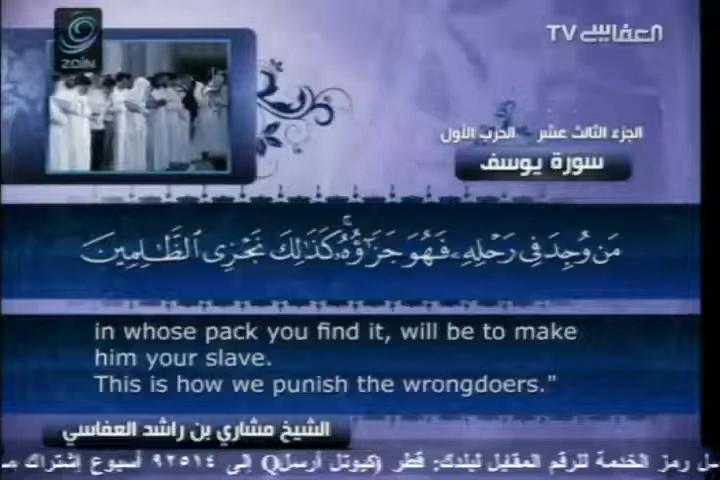 ZOIN
العفاسي TV
الجزء الثالث عشر الحزب الأول
سورة يوسف
مَن وُجِدَ فِى رَحْلِهِۦ فَهُوَ جَزَٰٓؤُهُۥ ۚ كَذَٰلِكَ نَجْزِى ٱلظَّٰلِمِينَ
in whose pack you find it, will be to make
him your slave.
This is how we punish the wrongdoers."
الشيخ مشاري بن راشد العفاسي
رمز الخدمة للرقم المقابل لبلدك: قطر (كيوتل أرسلQ إلى ٩٢٥١٤ أسبوع إشتراك